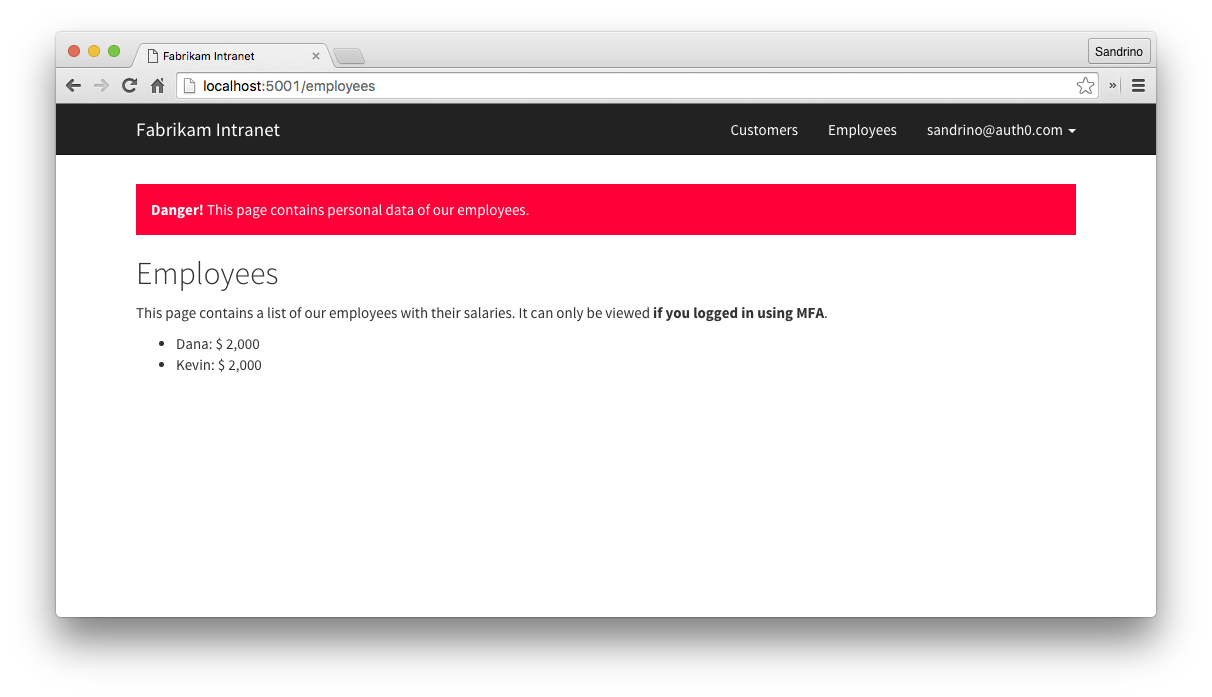 Fabrikam Intranet
Sandrino
localhost:5001/employees
Fabrikam Intranet Customers Employees sandrino@auth0.com
Danger! This page contains personal data of our employees.
Employees
This page contains a list of our employees with their salaries. It can only be viewed if you logged in using MFA.
Dana: $ 2,000
Kevin: $ 2,000